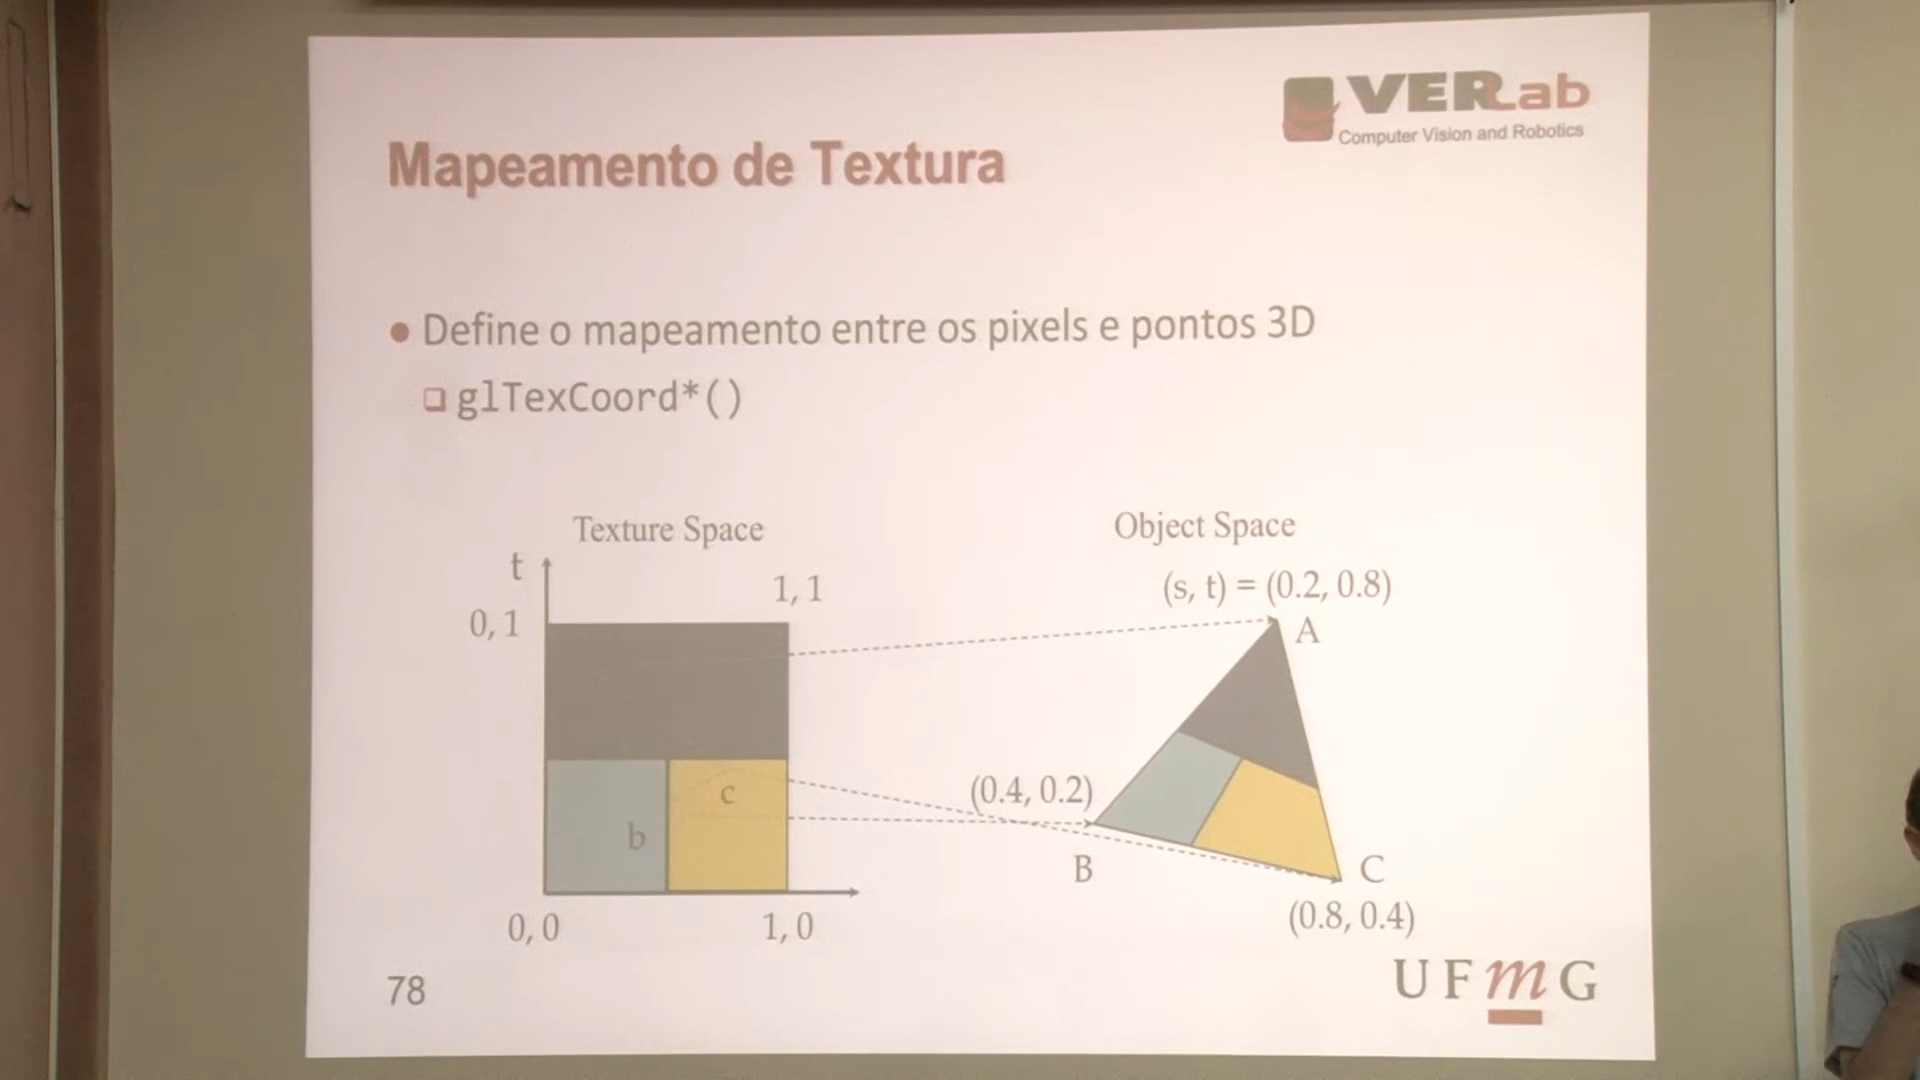 VERLab
Computer Vision and Robotics
Mapeamento de Textura
Define o mapeamento entre os pixels e pontos 3D
glTexCoord*()
Texture Space
t
0, 1
1, 1
c
b
0, 0
1, 0
Object Space
(s, t) = (0.2, 0.8)
A
(0.4, 0.2)
B
C
(0.8, 0.4)
78
UFmG